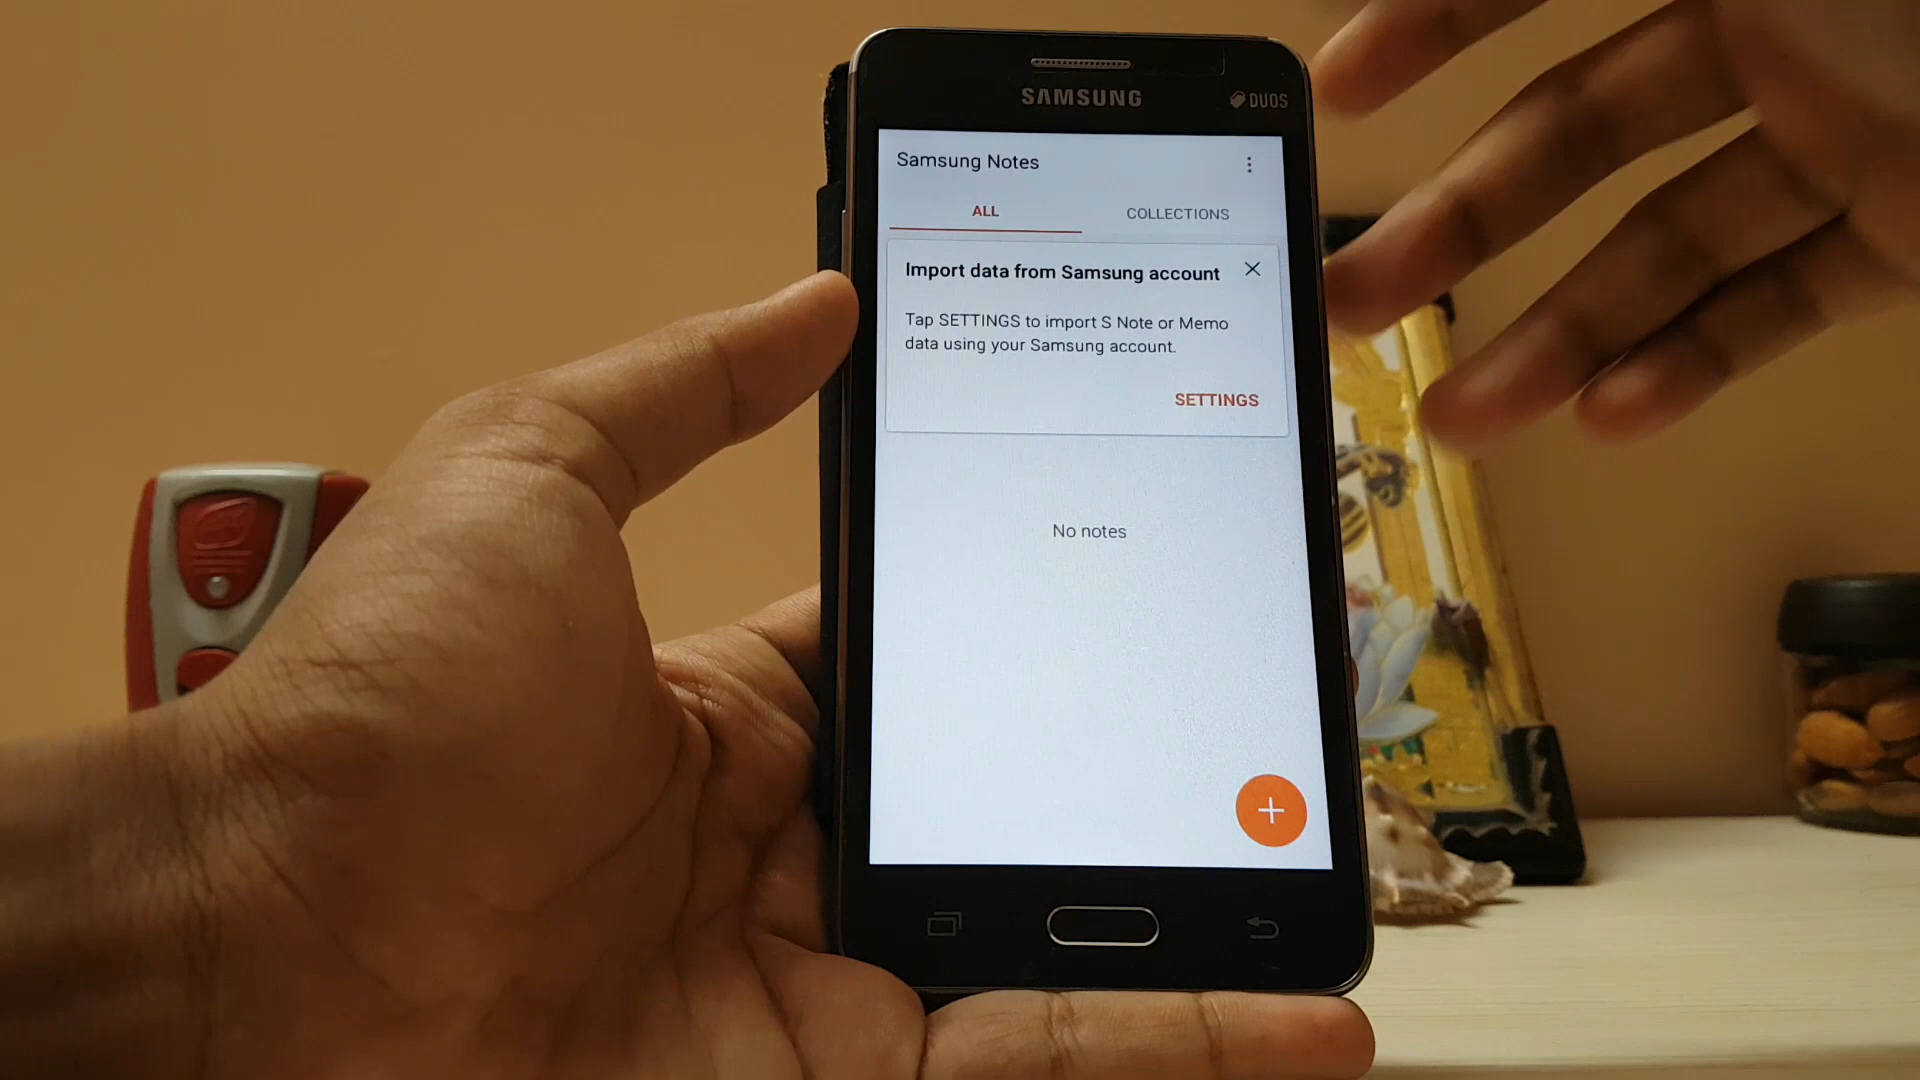 SAMSUNG
DUOS
Samsung Notes
ALL
COLLECTIONS
Import data from Samsung account
Tap SETTINGS to import S Note or Memo
data using your Samsung account.
SETTINGS
No notes